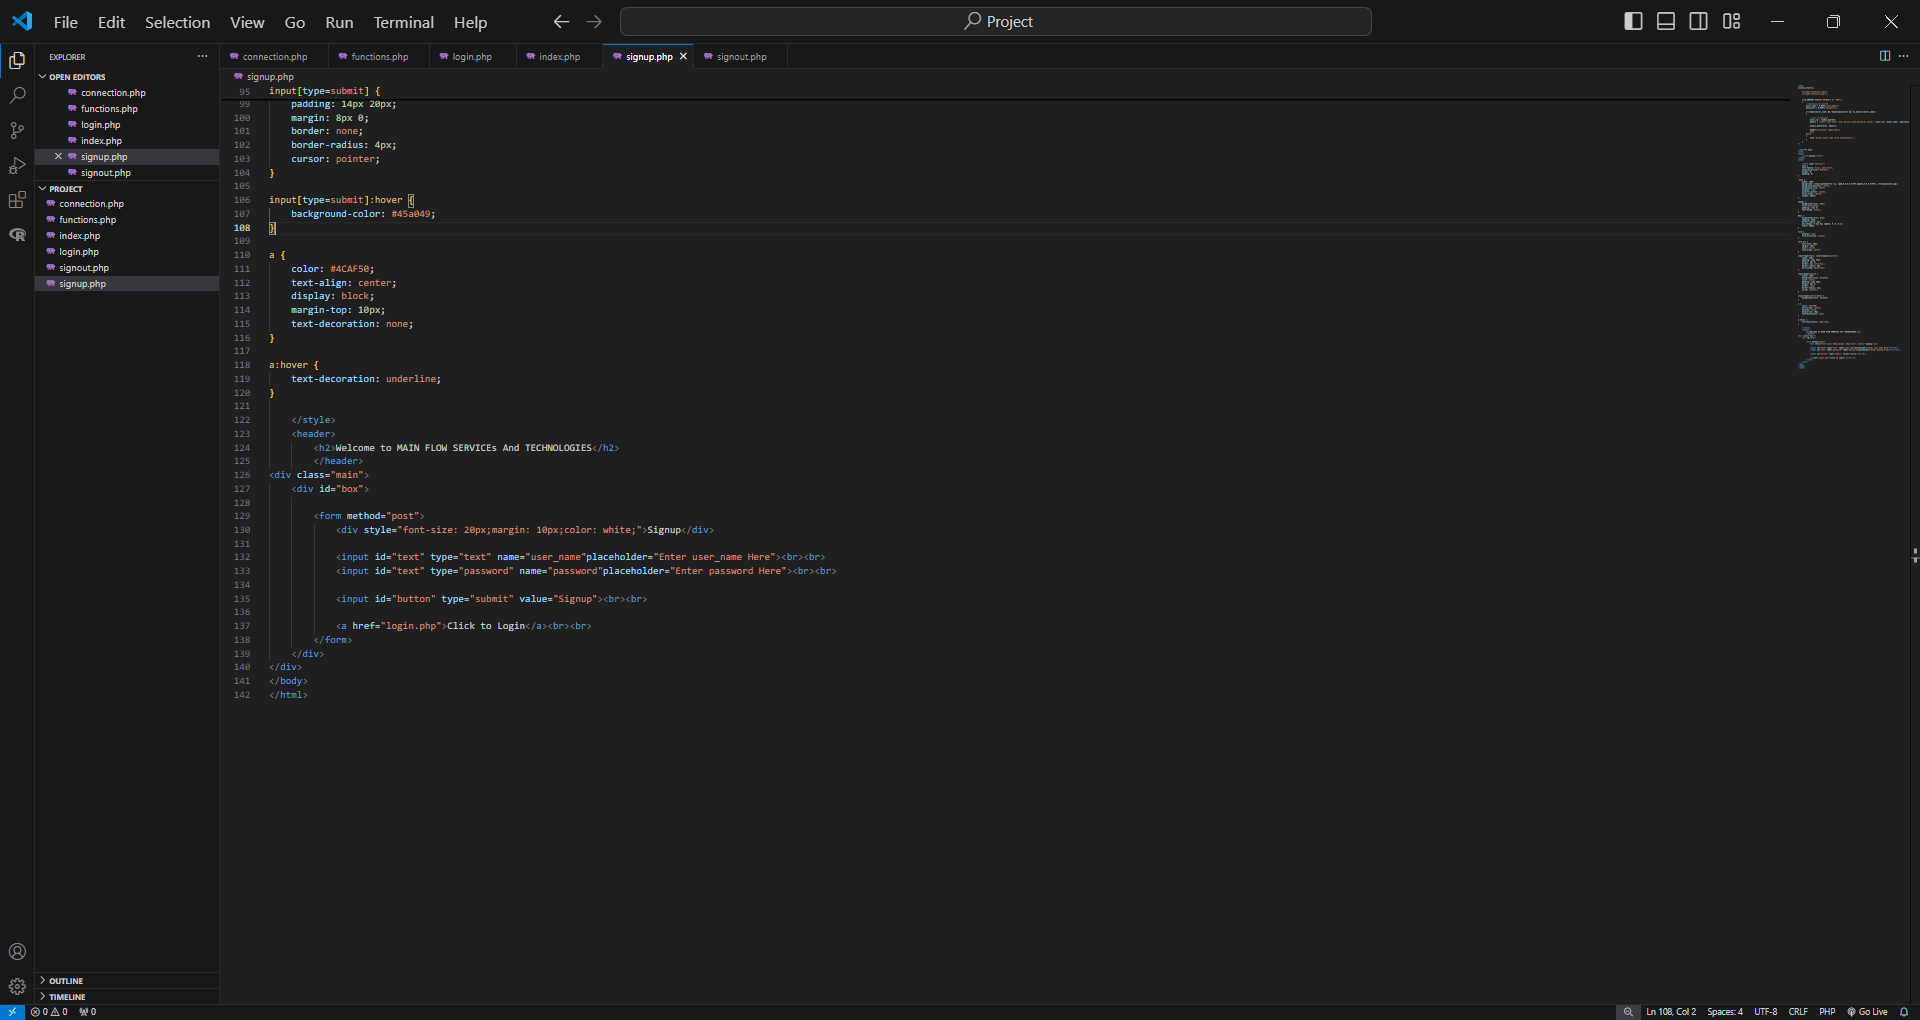 File Edit Selection View Go Run Terminal Help
Project
EXPLORER
OPEN EDITORS
connection.php
functions.php
login.php
index.php
signup.php
signout.php
PROJECT
connection.php
functions.php
index.php
login.php
signout.php
signup.php
OUTLINE
TIMELINE
connection.php functions.php login.php index.php signup.php signout.php
signup.php
95 input[type=submit] {
99 padding: 14px 20px;
100 margin: 8px 0;
101 border: none;
102 border-radius: 4px;
103 cursor: pointer;
104 }
105
106 input[type=submit]:hover {
107 background-color: #45a049;
108 }
109
110 a {
111 color: #4CAF50;
112 text-align: center;
113 display: block;
114 margin-top: 10px;
115 text-decoration: none;
116 }
117
118 a:hover {
119 text-decoration: underline;
120 }
121
122 </style>
123 <header>
124 <h2>Welcome to MAIN FLOW SERVICEs And TECHNOLOGIES</h2>
125 </header>
126 <div class="main">
127 <div id="box">
128
129 <form method="post">
130 <div style="font-size: 20px;margin: 10px;color: white;">Signup</div>
131
132 <input id="text" type="text" name="user_name"placeholder="Enter user_name Here"><br><br>
133 <input id="text" type="password" name="password"placeholder="Enter password Here"><br><br>
134
135 <input id="button" type="submit" value="Signup"><br><br>
136
137 <a href="login.php">Click to Login</a><br><br>
138 </form>
139 </div>
140 </div>
141 </body>
142 </html>
0 0 0
Ln 108, Col 2 Spaces: 4 UTF-8 CRLF PHP Go Live